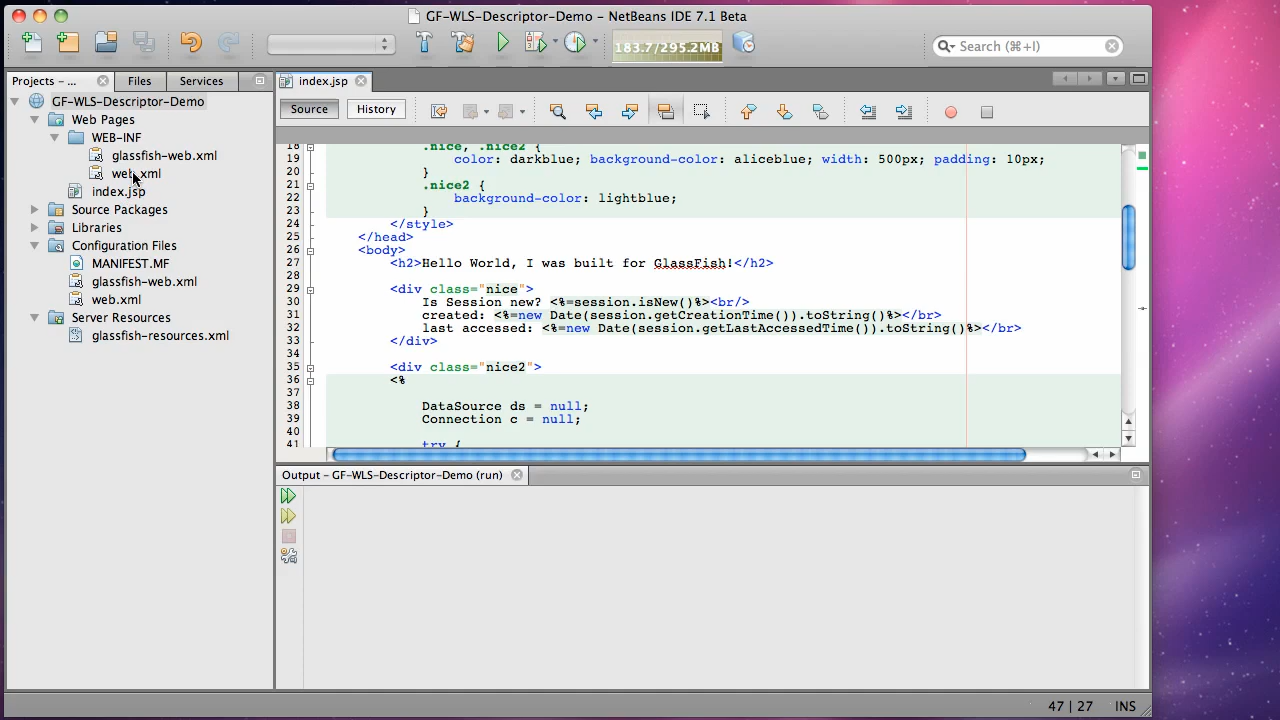 GF-WLS-Descriptor-Demo – NetBeans IDE 7.1 Beta
183.7/295.2MB
Search (⌘+I)
Projects – ...
Files
Services
GF-WLS-Descriptor-Demo
Web Pages
WEB-INF
glassfish-web.xml
web.xml
index.jsp
Source Packages
Libraries
Configuration Files
MANIFEST.MF
glassfish-web.xml
web.xml
Server Resources
glassfish-resources.xml
index.jsp
Source
History
18 .nice, .nice2 {
19 color: darkblue; background-color: aliceblue; width: 500px; padding: 10px;
20 }
21 .nice2 {
22 background-color: lightblue;
23 }
24 </style>
25 </head>
26 <body>
27 <h2>Hello World, I was built for GlassFish!</h2>
28
29 <div class="nice">
30 Is Session new? <%=session.isNew()%><br/>
31 created: <%=new Date(session.getCreationTime()).toString()%></br>
32 last accessed: <%=new Date(session.getLastAccessedTime()).toString()%></br>
33 </div>
34
35 <div class="nice2">
36 <%
37
38 DataSource ds = null;
39 Connection c = null;
40
41 try {
Output – GF-WLS-Descriptor-Demo (run)
47 | 27 INS